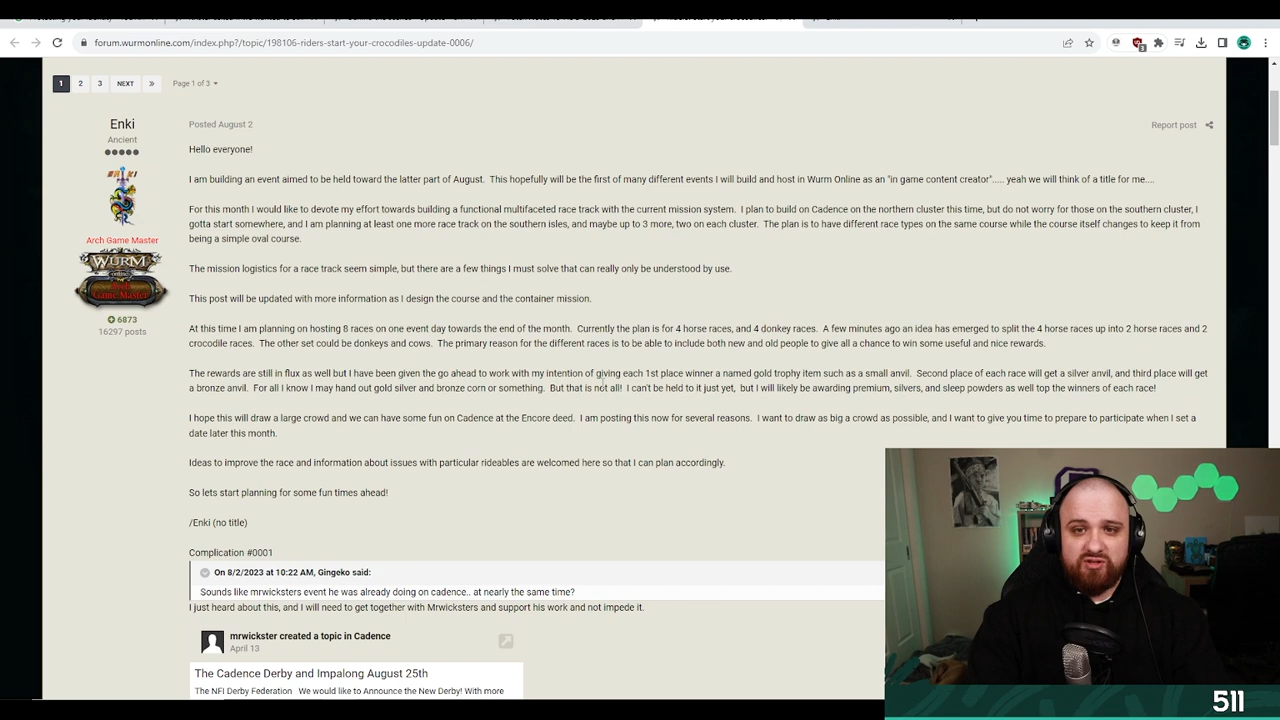 forum.wurmonline.com/index.php?/topic/198106-riders-start-your-crocodiles-update-0006/
1 2 3 NEXT » Page 1 of 3
Enki
Ancient
Arch Game Master
WURM
Arch
Game Master
6873
16297 posts
Posted August 2
Report post
Hello everyone!
I am building an event aimed to be held toward the latter part of August. This hopefully will be the first of many different events I will build and host in Wurm Online as an "in game content creator"..... yeah we will think of a title for me....
For this month I would like to devote my effort towards building a functional multifaceted race track with the current mission system. I plan to build on Cadence on the northern cluster this time, but do not worry for those on the southern cluster, I
gotta start somewhere, and I am planning at least one more race track on the southern isles, and maybe up to 3 more, two on each cluster. The plan is to have different race types on the same course while the course itself changes to keep it from
being a simple oval course.
The mission logistics for a race track seem simple, but there are a few things I must solve that can really only be understood by use.
This post will be updated with more information as I design the course and the container mission.
At this time I am planning on hosting 8 races on one event day towards the end of the month. Currently the plan is for 4 horse races, and 4 donkey races. A few minutes ago an idea has emerged to split the 4 horse races up into 2 horse races and 2
crocodile races. The other set could be donkeys and cows. The primary reason for the different races is to be able to include both new and old people to give all a chance to win some useful and nice rewards.
The rewards are still in flux as well but I have been given the go ahead to work with my intention of giving each 1st place winner a named gold trophy item such as a small anvil. Second place of each race will get a silver anvil, and third place will get
a bronze anvil. For all I know I may hand out gold silver and bronze corn or something. But that is not all! I can't be held to it just yet, but I will likely be awarding premium, silvers, and sleep powders as well top the winners of each race!
I hope this will draw a large crowd and we can have some fun on Cadence at the Encore deed. I am posting this now for several reasons. I want to draw as big a crowd as possible, and I want to give you time to prepare to participate when I set a
date later this month.
Ideas to improve the race and information about issues with particular rideables are welcomed here so that I can plan accordingly.
So lets start planning for some fun times ahead!
/Enki (no title)
Complication #0001
On 8/2/2023 at 10:22 AM, Gingeko said:
Sounds like mrwicksters event he was already doing on cadence.. at nearly the same time?
I just heard about this, and I will need to get together with Mrwicksters and support his work and not impede it.
mrwickster created a topic in Cadence
April 13
The Cadence Derby and Impalong August 25th
The NFI Derby Federation We would like to Announce the New Derby! With more
511